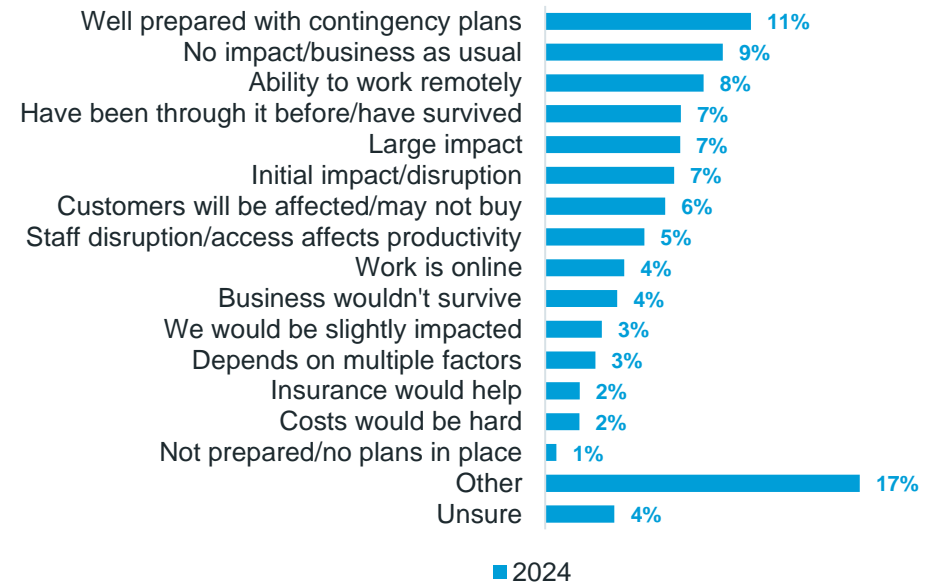 Well prepared with contingency plans 11%
No impact/business as usual 9%
Ability to work remotely 8%
Have been through it before/have survived 7%
Large impact 7%
Initial impact/disruption 7%
Customers will be affected/may not buy 6%
Staff disruption/access affects productivity 5%
Work is online 4%
Business wouldn't survive 4%
We would be slightly impacted 3%
Depends on multiple factors 3%
Insurance would help 2%
Costs would be hard 2%
Not prepared/no plans in place 1%
Other 17%
Unsure 4%
2024